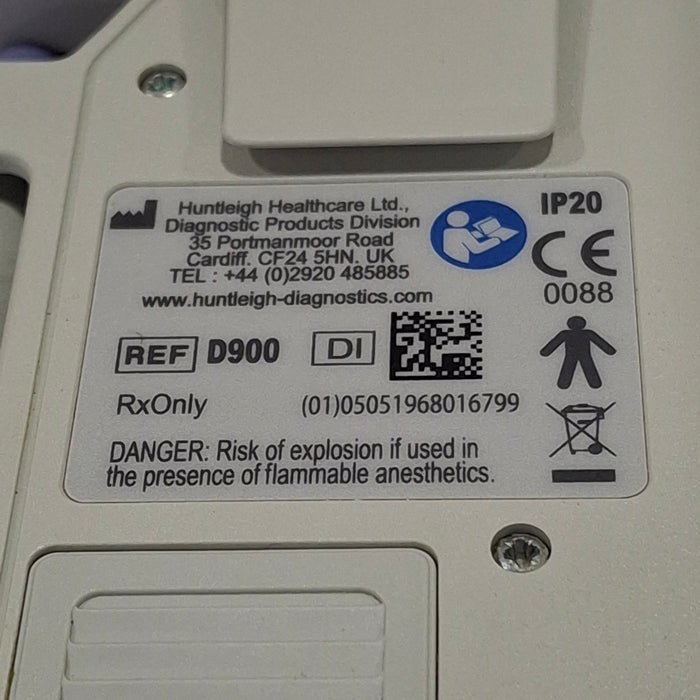 Huntleigh Healthcare Ltd.,
Diagnostic Products Division
35 Portmanmoor Road
Cardiff. CF24 5HN. UK
TEL : +44 (0)2920 485885
www.huntleigh-diagnostics.com
IP20
CE
0088
REF D900 DI
RxOnly (01)05051968016799
DANGER: Risk of explosion if used in
the presence of flammable anesthetics.